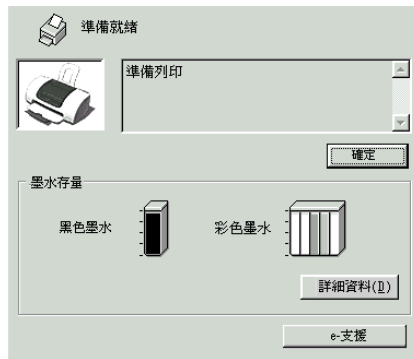 準備就緒
準備列印
確定
墨水存量
黑色墨水
彩色墨水
詳細資料(D)
e-支援